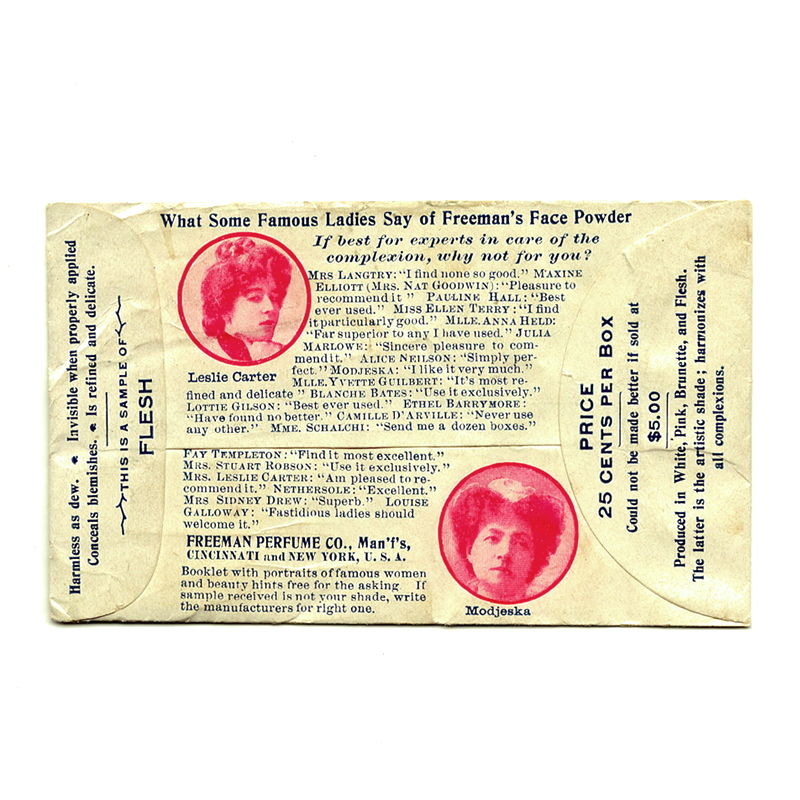 What Some Famous Ladies Say of Freeman's Face Powder
If best for experts in care of the
complexion, why not for you?
MRS LANGTRY: "I find none so good." MAXINE
ELLIOTT (MRS. NAT GOODWIN): "Pleasure to
recommend it" PAULINE HALL: "Best
ever used." MISS ELLEN TERRY: "I find
it particularly good." MLLE. ANNA HELD:
"Far superior to any I have used." JULIA
MARLOWE: "Sincere pleasure to com-
mend it." ALICE NEILSON: "Simply per-
fect." MODJESKA: "I like it very much."
MLLE. YVETTE GUILBERT: "It's most re-
fined and delicate" BLANCHE BATES: "Use it exclusively."
LOTTIE GILSON: "Best ever used." ETHEL BARRYMORE:
"Have found no better." CAMILLE D'ARVILLE: "Never use
any other." MME. SCHALCHI: "Send me a dozen boxes."
Leslie Carter
FAY TEMPLETON: "Find it most excellent."
MRS. STUART ROBSON: "Use it exclusively."
MRS. LESLIE CARTER: "Am pleased to re-
commend it." NETHERSOLE: "Excellent."
MRS SIDNEY DREW: "Superb." LOUISE
GALLOWAY: "Fastidious ladies should
welcome it."
FREEMAN PERFUME CO., Man'f's,
CINCINNATI and NEW YORK, U. S. A.
Booklet with portraits of famous women
and beauty hints free for the asking. If
sample received is not your shade, write
the manufacturers for right one.
Modjeska
Harmless as dew. Invisible when properly applied
Conceals blemishes. Is refined and delicate.
THIS IS A SAMPLE OF
FLESH
PRICE
25 CENTS PER BOX
Could not be made better if sold at
$5.00
Produced in White, Pink, Brunette, and Flesh.
The latter is the artistic shade; harmonizes with
all complexions.